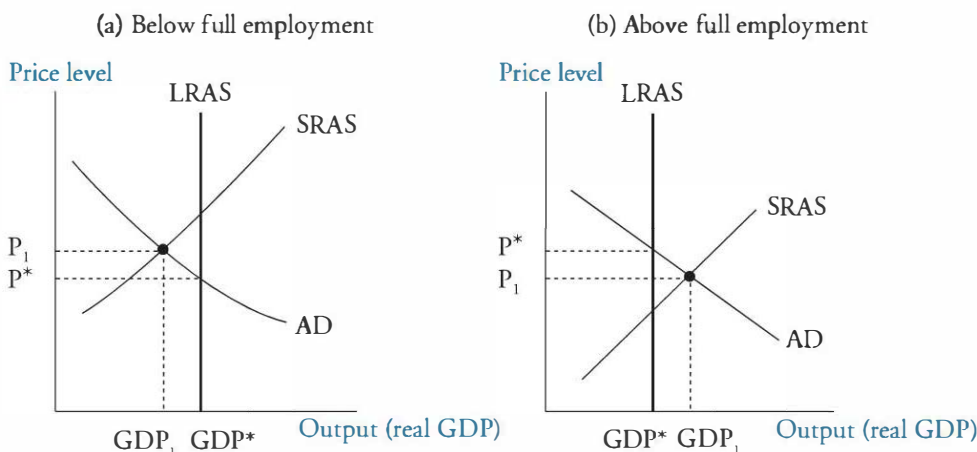 (a) Below full employment
Price level
LRAS
SRAS
P₁
P*
AD
GDP₁ GDP*
Output (real GDP)
(b) Above full employment
Price level
LRAS
SRAS
P*
P₁
AD
GDP* GDP₁
Output (real GDP)